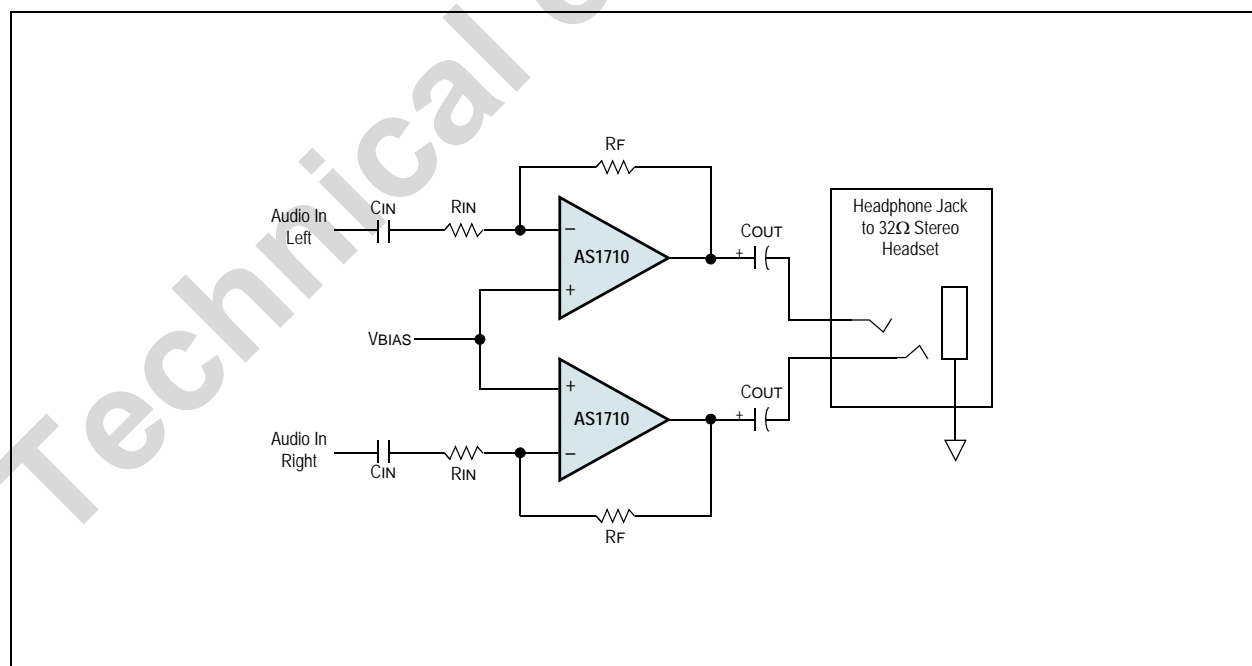 Technical
RF
Audio In
Left
CIN
RIN
−
AS1710
+
COUT
+
Headphone Jack
to 32Ω Stereo
Headset
VBIAS
+
AS1710
−
COUT
+
Audio In
Right
CIN
RIN
RF